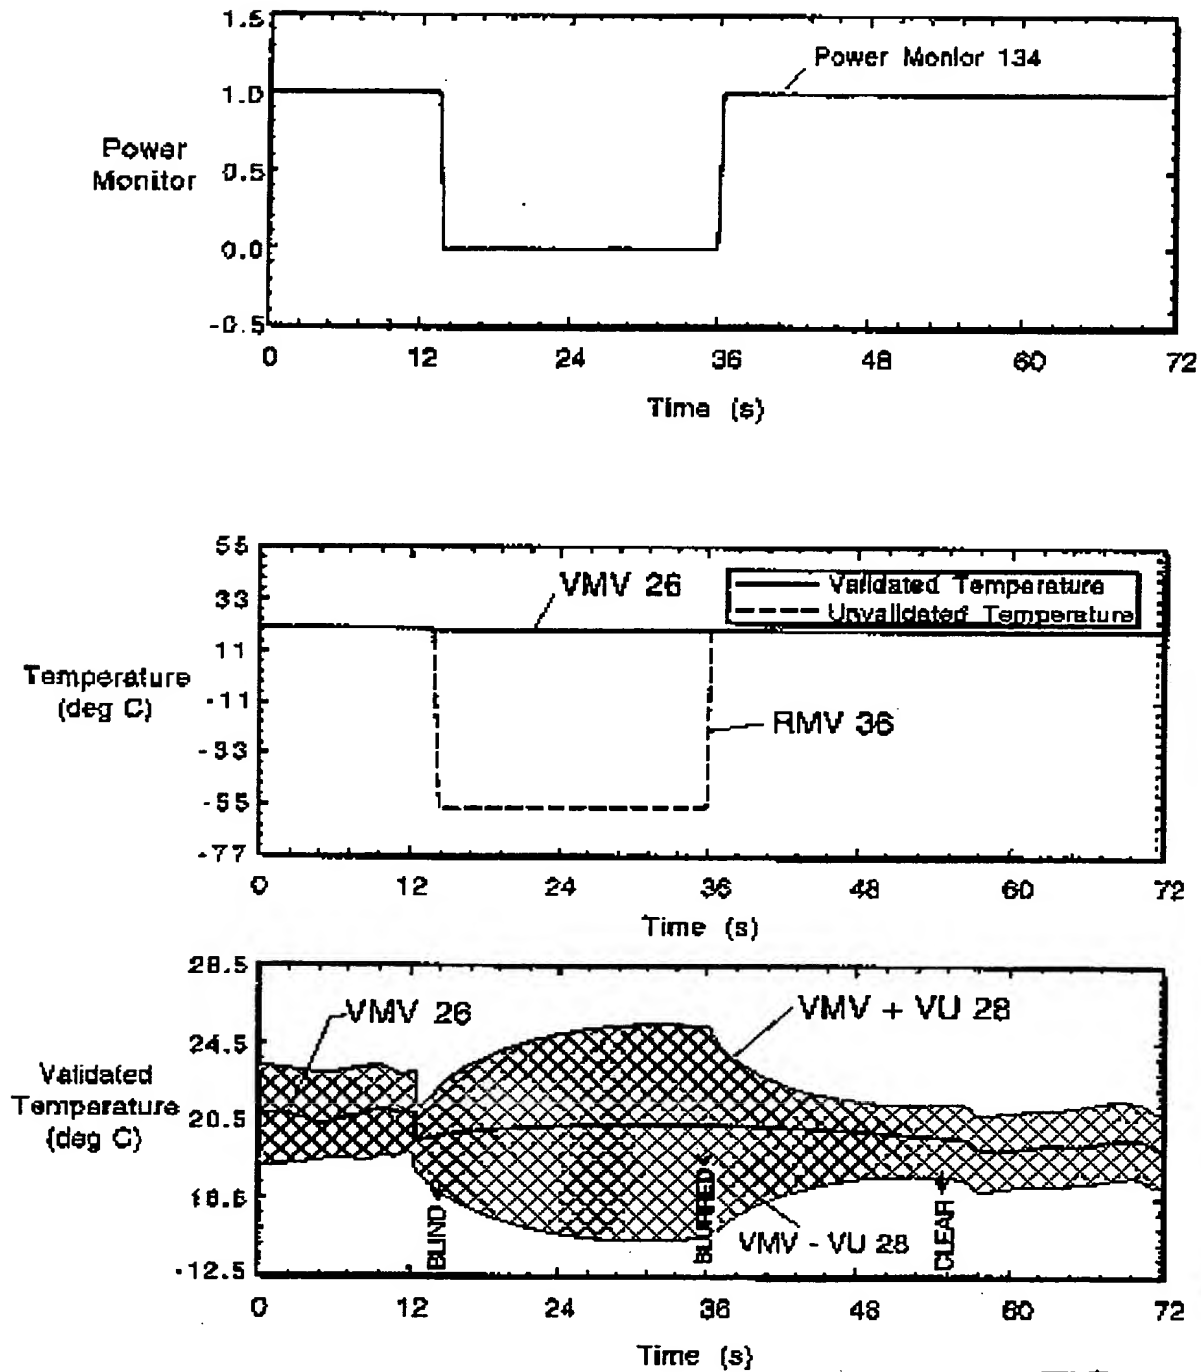 1.5
Power Monior 134
1.0
Power
Monitor
0.5
0.0
-0.5
0 12 24 36 48 60 72
Time (s)
55
VMV 26
Validated Temperature
Unvalidated Temperature
33
11
Temperature
(deg C)
-11
RMV 36
-33
-55
-77
0 12 24 36 48 60 72
Time (s)
28.5
VMV 26
VMV + VU 28
24.5
Validated
Temperature
(deg C)
20.5
16.5
BLIND
BLURRED
VMV - VU 28
CLEAR
-12.5
0 12 24 36 48 60 72
Time (s)